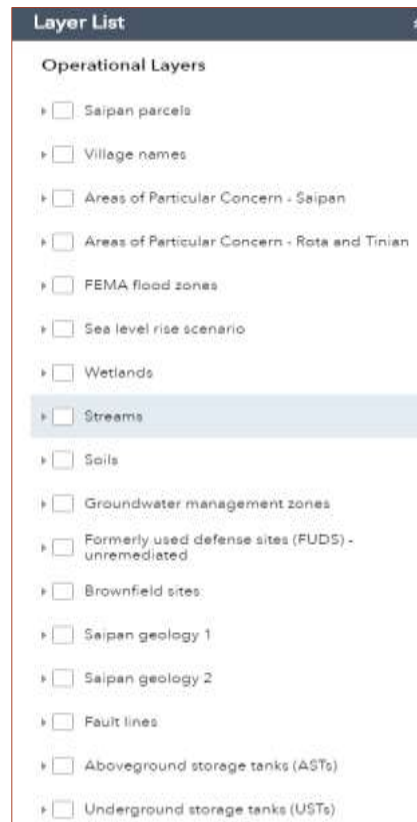 Layer List
Operational Layers
Saipan parcels
Village names
Areas of Particular Concern - Saipan
Areas of Particular Concern - Rota and Tinian
FEMA flood zones
Sea level rise scenario
Wetlands
Streams
Soils
Groundwater management zones
Formerly used defense sites (FUDS) -
unremediated
Brownfield sites
Saipan geology 1
Saipan geology 2
Fault lines
Aboveground storage tanks (ASTs)
Underground storage tanks (USTs)